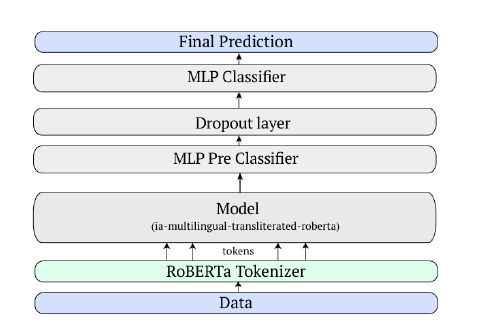 Final Prediction
MLP Classifier
Dropout layer
MLP Pre Classifier
Model
(ia-multilingual-transliterated-roberta)
tokens
RoBERTa Tokenizer
Data